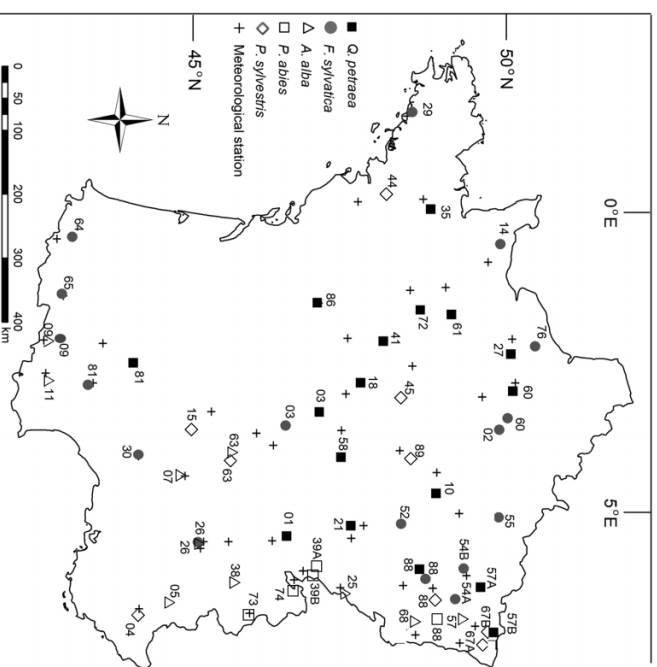 0°E 5°E
76
60 60
57B
50°N
14 27 02 55
57A 67B
54B 54A 67A
61 57
35 10
29 72 88 88 88
89
45 88 52 68
44 41
18
Q. petraea
58 21 25
F. sylvatica
86 03 39A 39B
A. alba
P. abies
03 01 74
P. sylvestris
73
Meteorological station
63 38
63
45°N
15 26 26
07 05
N
81 30 04
81
64
65 09
09 11
0 50 100 200 300 400 km